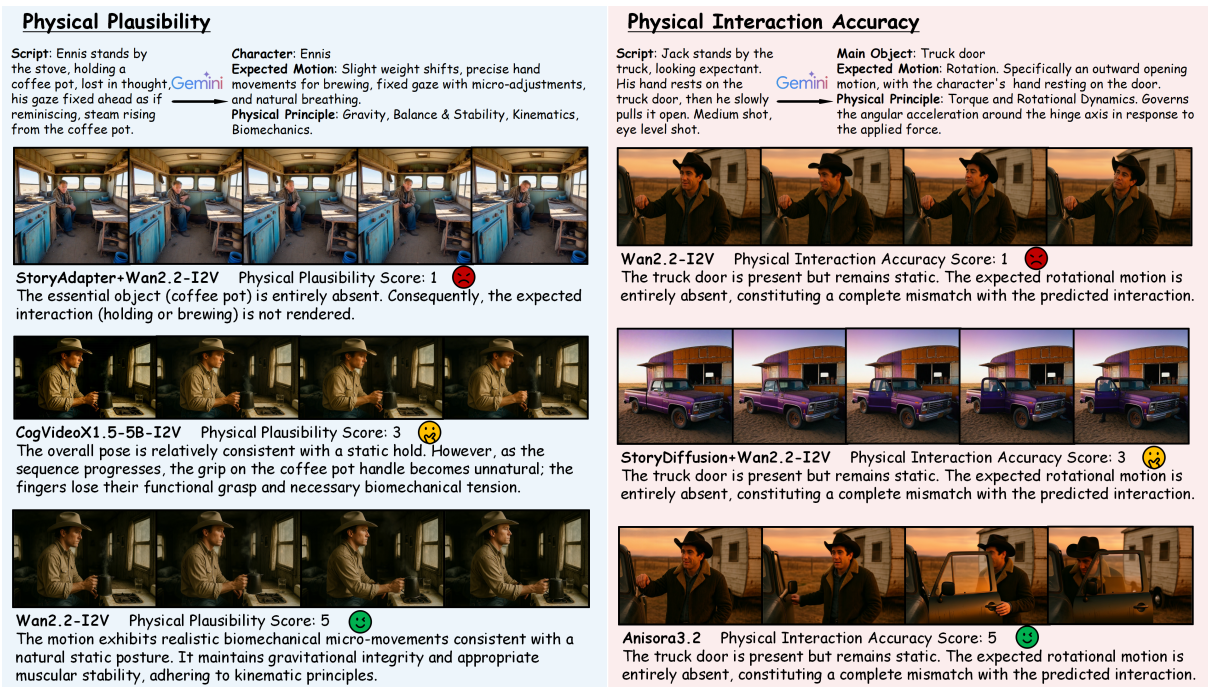 Physical Plausibility
Script: Ennis stands by
the stove, holding a
coffee pot, lost in thought,
his gaze fixed ahead as if
reminiscing, steam rising
from the coffee pot.
Gemini
Character: Ennis
Expected Motion: Slight weight shifts, precise hand
movements for brewing, fixed gaze with micro-adjustments,
and natural breathing.
Physical Principle: Gravity, Balance & Stability, Kinematics,
Biomechanics.
StoryAdapter+Wan2.2-I2V Physical Plausibility Score: 1
The essential object (coffee pot) is entirely absent. Consequently, the expected
interaction (holding or brewing) is not rendered.
CogVideoX1.5-5B-I2V Physical Plausibility Score: 3
The overall pose is relatively consistent with a static hold. However, as the
sequence progresses, the grip on the coffee pot handle becomes unnatural; the
fingers lose their functional grasp and necessary biomechanical tension.
Wan2.2-I2V Physical Plausibility Score: 5
The motion exhibits realistic biomechanical micro-movements consistent with a
natural static posture. It maintains gravitational integrity and appropriate
muscular stability, adhering to kinematic principles.
Physical Interaction Accuracy
Script: Jack stands by the
truck, looking expectant.
His hand rests on the
truck door, then he slowly
pulls it open. Medium shot,
eye level shot.
Gemini
Main Object: Truck door
Expected Motion: Rotation. Specifically an outward opening
motion, with the character's hand resting on the door.
Physical Principle: Torque and Rotational Dynamics. Governs
the angular acceleration around the hinge axis in response to
the applied force.
Wan2.2-I2V Physical Interaction Accuracy Score: 1
The truck door is present but remains static. The expected rotational motion is
entirely absent, constituting a complete mismatch with the predicted interaction.
StoryDiffusion+Wan2.2-I2V Physical Interaction Accuracy Score: 3
The truck door is present but remains static. The expected rotational motion is
entirely absent, constituting a complete mismatch with the predicted interaction.
Anisora3.2 Physical Interaction Accuracy Score: 5
The truck door is present but remains static. The expected rotational motion is
entirely absent, constituting a complete mismatch with the predicted interaction.